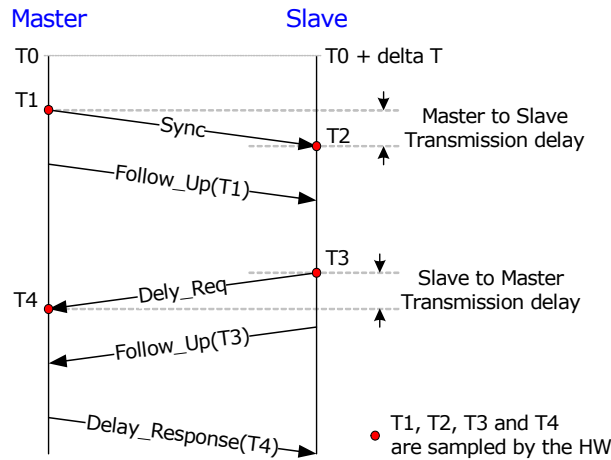 Master
Slave
T0
T0 + delta T
T1
Sync
T2
Master to Slave
Transmission delay
Follow_Up(T1)
T3
T4
Dely_Req
Slave to Master
Transmission delay
Follow_Up(T3)
Delay_Response(T4)
T1, T2, T3 and T4
are sampled by the HW